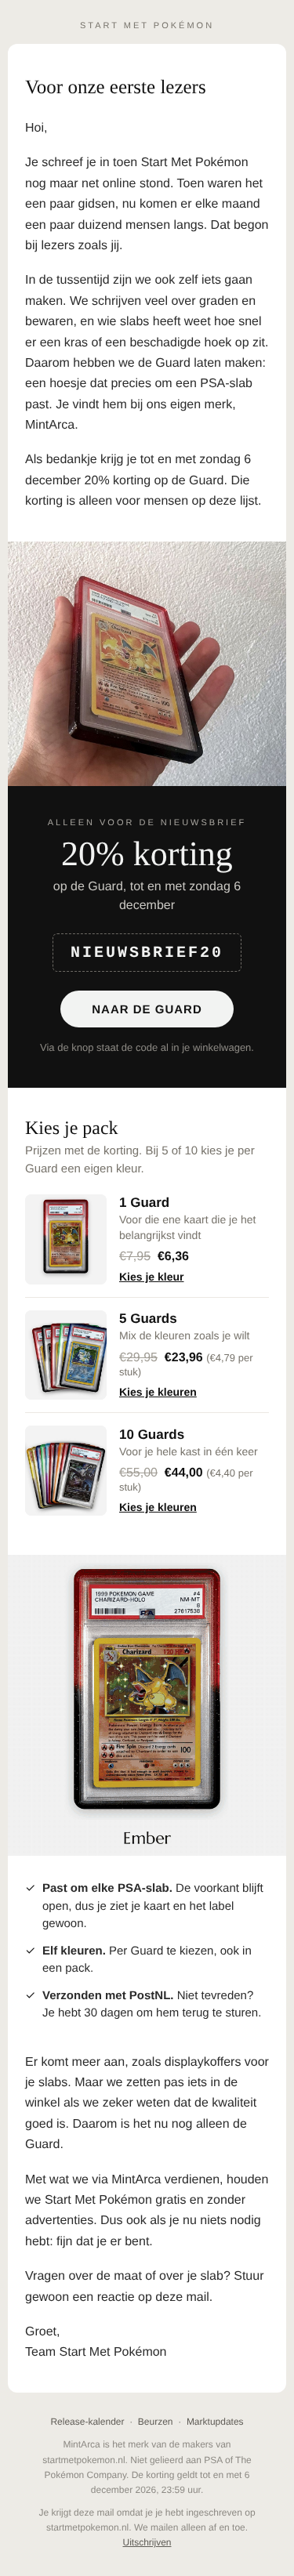 START MET POKÉMON
Voor onze eerste lezers
Hoi,
Je schreef je in toen Start Met Pokémon
nog maar net online stond. Toen waren het
een paar gidsen, nu komen er elke maand
een paar duizend mensen langs. Dat begon
bij lezers zoals jij.
In de tussentijd zijn we ook zelf iets gaan
maken. We schrijven veel over graden en
bewaren, en wie slabs heeft weet hoe snel
er een kras of een beschadigde hoek op zit.
Daarom hebben we de Guard laten maken:
een hoesje dat precies om een PSA-slab
past. Je vindt hem bij ons eigen merk,
MintArca.
Als bedankje krijg je tot en met zondag 6
december 20% korting op de Guard. Die
korting is alleen voor mensen op deze lijst.
Charizard
ALLEEN VOOR DE NIEUWSBRIEF
20% korting
op de Guard, tot en met zondag 6
december
NIEUWSBRIEF20
NAAR DE GUARD
Via de knop staat de code al in je winkelwagen.
Kies je pack
Prijzen met de korting. Bij 5 of 10 kies je per
Guard een eigen kleur.
1 Guard
Voor die ene kaart die je het
belangrijkst vindt
€7,95 €6,36
Kies je kleur
5 Guards
Mix de kleuren zoals je wilt
€29,95 €23,96 (€4,79 per
stuk)
Kies je kleuren
10 Guards
Voor je hele kast in één keer
€55,00 €44,00 (€4,40 per
stuk)
Kies je kleuren
1999 POKEMON GAME #4
CHARIZARD-HOLO NM-MT
8
27617538
Charizard
Fire Spin
100
Ember
Past om elke PSA-slab. De voorkant blijft
open, dus je ziet je kaart en het label
gewoon.
Elf kleuren. Per Guard te kiezen, ook in
een pack.
Verzonden met PostNL. Niet tevreden?
Je hebt 30 dagen om hem terug te sturen.
Er komt meer aan, zoals displaykoffers voor
je slabs. Maar we zetten pas iets in de
winkel als we zeker weten dat de kwaliteit
goed is. Daarom is het nu nog alleen de
Guard.
Met wat we via MintArca verdienen, houden
we Start Met Pokémon gratis en zonder
advertenties. Dus ook als je nu niets nodig
hebt: fijn dat je er bent.
Vragen over de maat of over je slab? Stuur
gewoon een reactie op deze mail.
Groet,
Team Start Met Pokémon
Release-kalender · Beurzen · Marktupdates
MintArca is het merk van de makers van
startmetpokemon.nl. Niet gelieerd aan PSA of The
Pokémon Company. De korting geldt tot en met 6
december 2026, 23:59 uur.
Je krijgt deze mail omdat je je hebt ingeschreven op
startmetpokemon.nl. We mailen alleen af en toe.
Uitschrijven